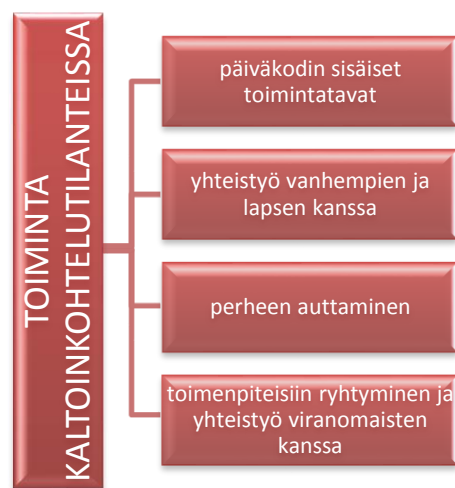 TOIMINTA
KALTOINKOHTELUTILANTEISSA
päiväkodin sisäiset
toimintatavat
yhteistyö vanhempien ja
lapsen kanssa
perheen auttaminen
toimenpiteisiin ryhtyminen ja
yhteistyö viranomaisten
kanssa